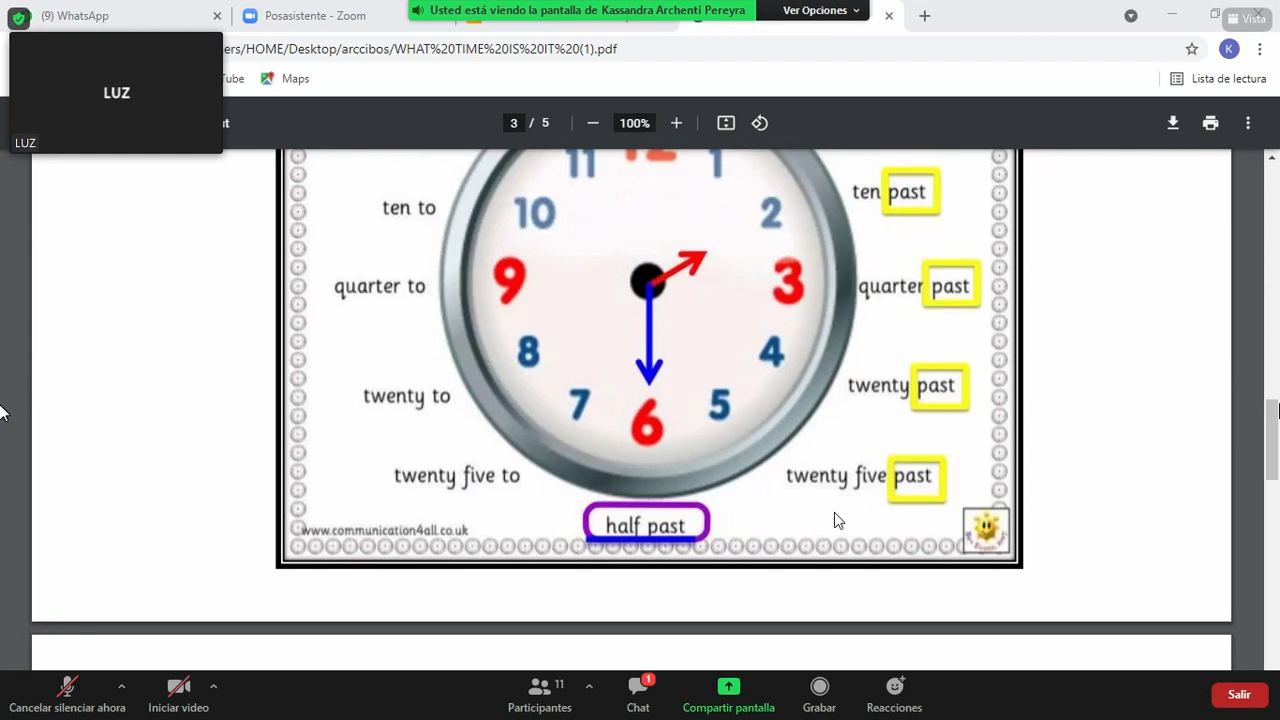 (9) WhatsApp
Posasistente - Zoom
Usted está viendo la pantalla de Kassandra Archenti Pereyra
Ver Opciones
Vista
ers/HOME/Desktop/arccibos/WHAT%20TIME%20IS%20IT%20(1).pdf
K
LUZ
LUZ
Tube
Maps
Lista de lectura
3 / 5
100%
11
12
1
ten to
10
2
ten past
quarter to
9
3
quarter past
8
4
twenty to
7
5
twenty past
6
twenty five to
twenty five past
half past
www.communication4all.co.uk
Cancelar silenciar ahora
Iniciar video
11
Participantes
1
Chat
Compartir pantalla
Grabar
Reacciones
Salir